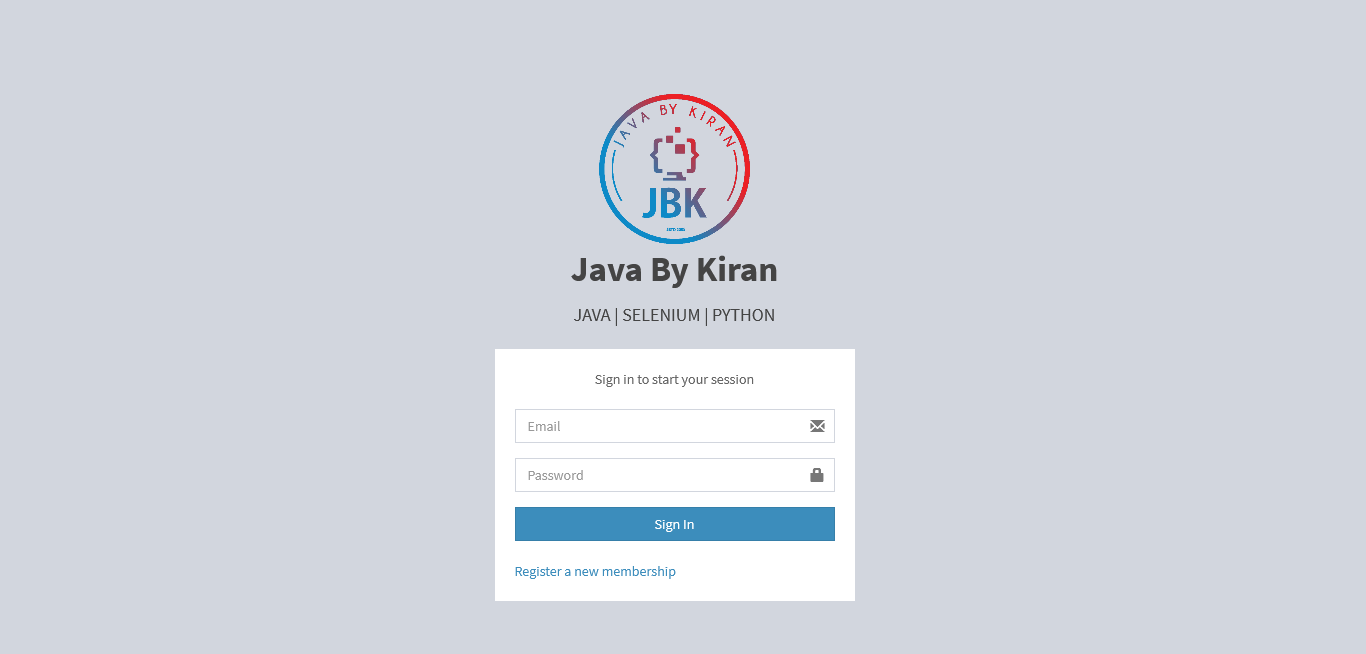 JAVA BY KIRAN
JBK
Java By Kiran
JAVA | SELENIUM | PYTHON
Sign in to start your session
Email
Password
Sign In
Register a new membership